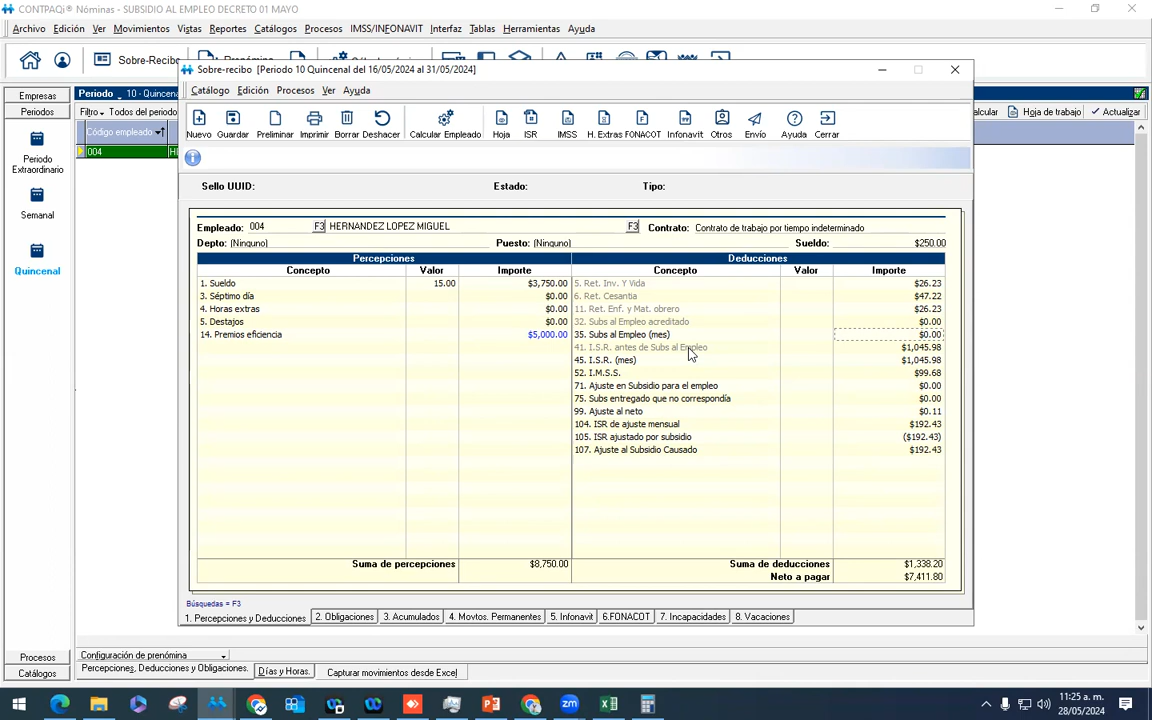 CONTPAQi® Nóminas - SUBSIDIO AL EMPLEO DECRETO 01 MAYO
Archivo Edición Ver Movimientos Vistas Reportes Catálogos Procesos IMSS/INFONAVIT Interfaz Tablas Herramientas Ayuda
Sobre-Recibo
Sobre-recibo [Periodo 10 Quincenal del 16/05/2024 al 31/05/2024]
Catálogo Edición Procesos Ver Ayuda
Empresas
Periodos
Periodo _ 10 - Quincena
Filtro Todos del periodo
Código empleado
004
Periodo Extraordinario
Semanal
Quincenal
Procesos
Catálogos
calcular Hoja de trabajo Actualizar
Nuevo Guardar Preliminar Imprimir Borrar Deshacer Calcular Empleado Hoja ISR IMSS H. Extras FONACOT Infonavit Otros Envío Ayuda Cerrar
Sello UUID: Estado: Tipo:
Empleado: 004 F3 HERNANDEZ LOPEZ MIGUEL F3 Contrato: Contrato de trabajo por tiempo indeterminado
Depto: (Ninguno) Puesto: (Ninguno) Sueldo: $250.00
Percepciones Deducciones
Concepto Valor Importe Concepto Valor Importe
1. Sueldo 15.00 $3,750.00 5. Ret. Inv. Y Vida $26.23
3. Séptimo día $0.00 6. Ret. Cesantia $47.22
4. Horas extras $0.00 11. Ret. Enf. y Mat. obrero $26.23
5. Destajos $0.00 32. Subs al Empleo acreditado $0.00
14. Premios eficiencia $5,000.00 35. Subs al Empleo (mes) $0.00
41. I.S.R. antes de Subs al Empleo $1,045.98
45. I.S.R. (mes) $1,045.98
52. I.M.S.S. $99.68
71. Ajuste en Subsidio para el empleo $0.00
75. Subs entregado que no correspondía $0.00
99. Ajuste al neto $0.11
104. ISR de ajuste mensual $192.43
105. ISR ajustado por subsidio ($192.43)
107. Ajuste al Subsidio Causado $192.43
Suma de percepciones $8,750.00 Suma de deducciones $1,338.20
Neto a pagar $7,411.80
Búsquedas = F3
1. Percepciones y Deducciones 2. Obligaciones 3. Acumulados 4. Movtos. Permanentes 5. Infonavit 6.FONACOT 7. Incapacidades 8. Vacaciones
Configuración de prenómina
Percepciones, Deducciones y Obligaciones. Días y Horas. Capturar movimientos desde Excel
11:25 a. m.
28/05/2024